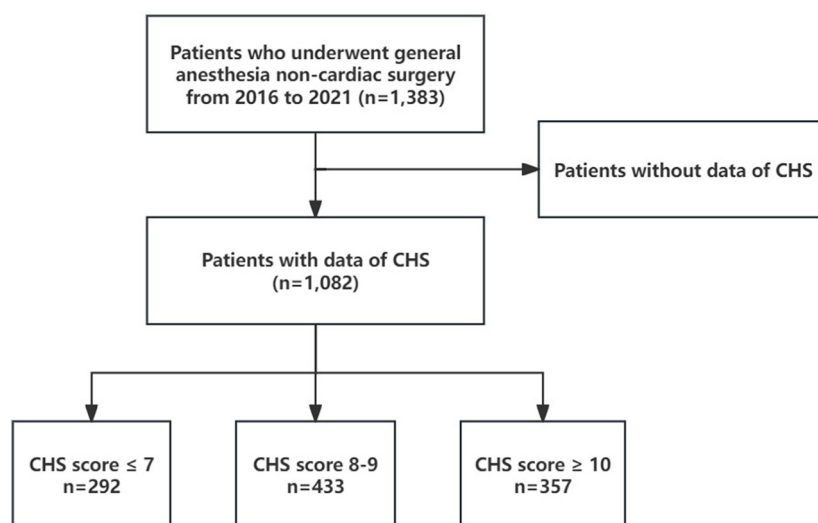 Patients who underwent general
anesthesia non-cardiac surgery
from 2016 to 2021 (n=1,383)
Patients without data of CHS
Patients with data of CHS
(n=1,082)
CHS score ≤ 7
n=292
CHS score 8-9
n=433
CHS score ≥ 10
n=357